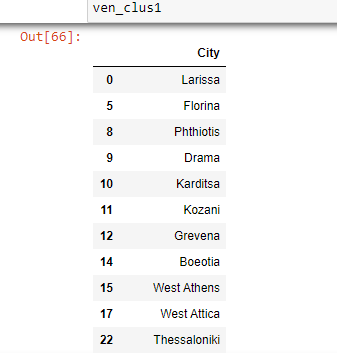 ven_clus1
Out[66]:
City
0 Larissa
5 Florina
8 Phthiotis
9 Drama
10 Karditsa
11 Kozani
12 Grevena
14 Boeotia
15 West Athens
17 West Attica
22 Thessaloniki